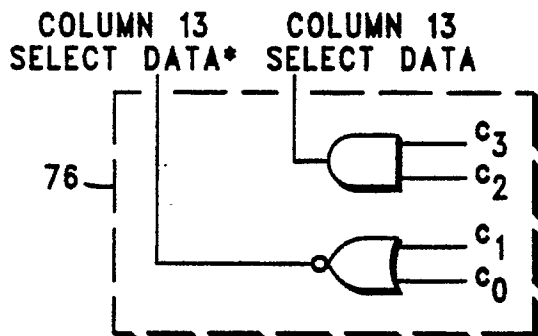 COLUMN 13 COLUMN 13
SELECT DATA* SELECT DATA
76
c3
c2
c1
c0